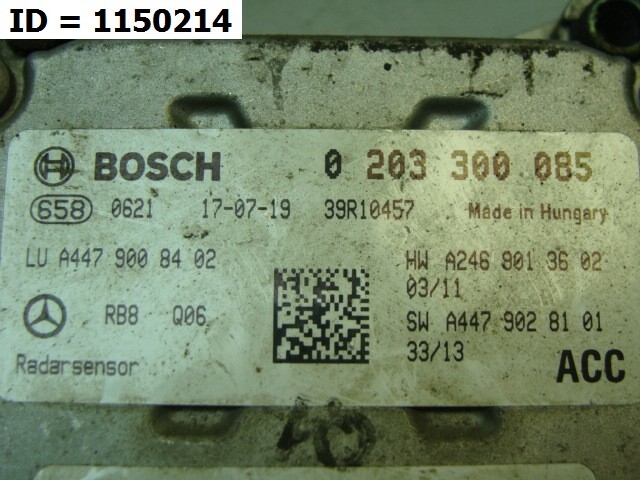 ID = 1150214
BOSCH 0 203 300 085
658 0621 17-07-19 39R10457 Made in Hungary
LU A447 900 84 02 HW A246 901 36 02
03/11
RB8 Q06 SW A447 902 81 01
33/13
Radarsensor ACC